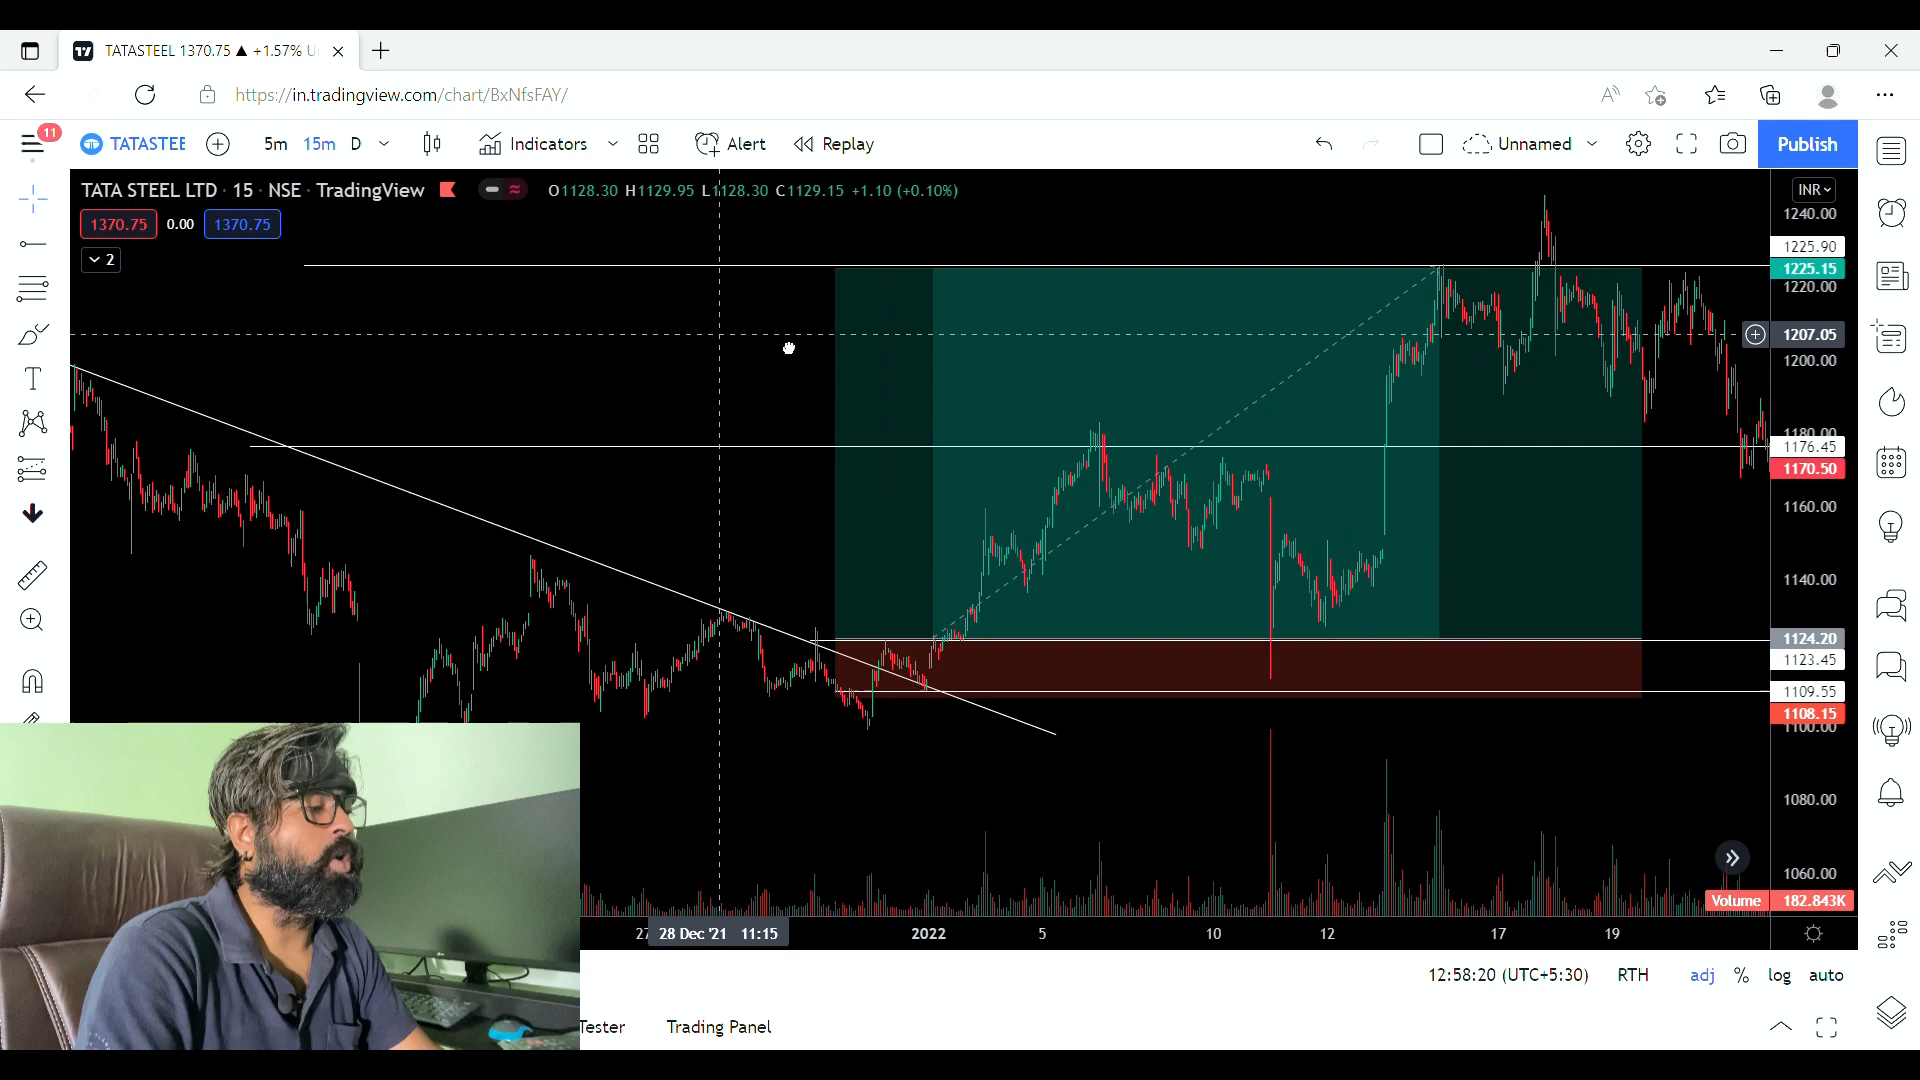 TATASTEEL 1370.75 ▲ +1.57% U
https://in.tradingview.com/chart/BxNfsFAY/
11
TATASTEE 5m 15m D Indicators Alert Replay Unnamed Publish
TATA STEEL LTD · 15 · NSE · TradingView O1128.30 H1129.95 L1128.30 C1129.15 +1.10 (+0.10%)
INR
1370.75 0.00 1370.75
2
1240.00
1225.90
1225.15
1220.00
1207.05
1200.00
1180.00
1176.45
1170.50
1160.00
1140.00
1124.20
1123.45
1109.55
1108.15
1100.00
1080.00
1060.00
Volume 182.843K
27 28 Dec '21 11:15 2022 5 10 12 17 19
12:58:20 (UTC+5:30) RTH adj % log auto
Tester Trading Panel